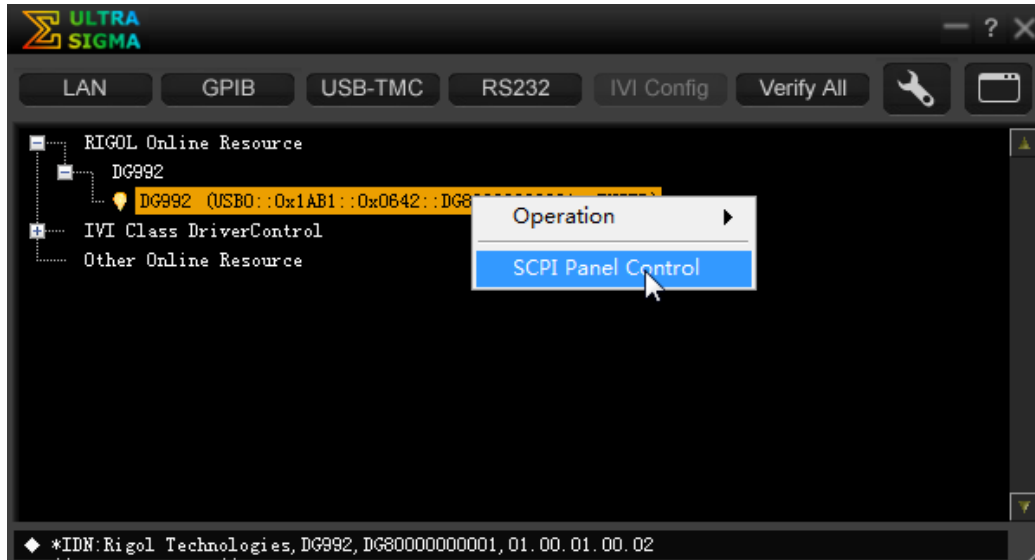 ULTRA
SIGMA
?
LAN GPIB USB-TMC RS232 IVI Config Verify All
RIGOL Online Resource
DG992
DG992 (USB0::0x1AB1::0x0642::DG8
Operation
IVI Class DriverControl
SCPI Panel Control
Other Online Resource
*IDN:Rigol Technologies,DG992,DG80000000001,01.00.01.00.02